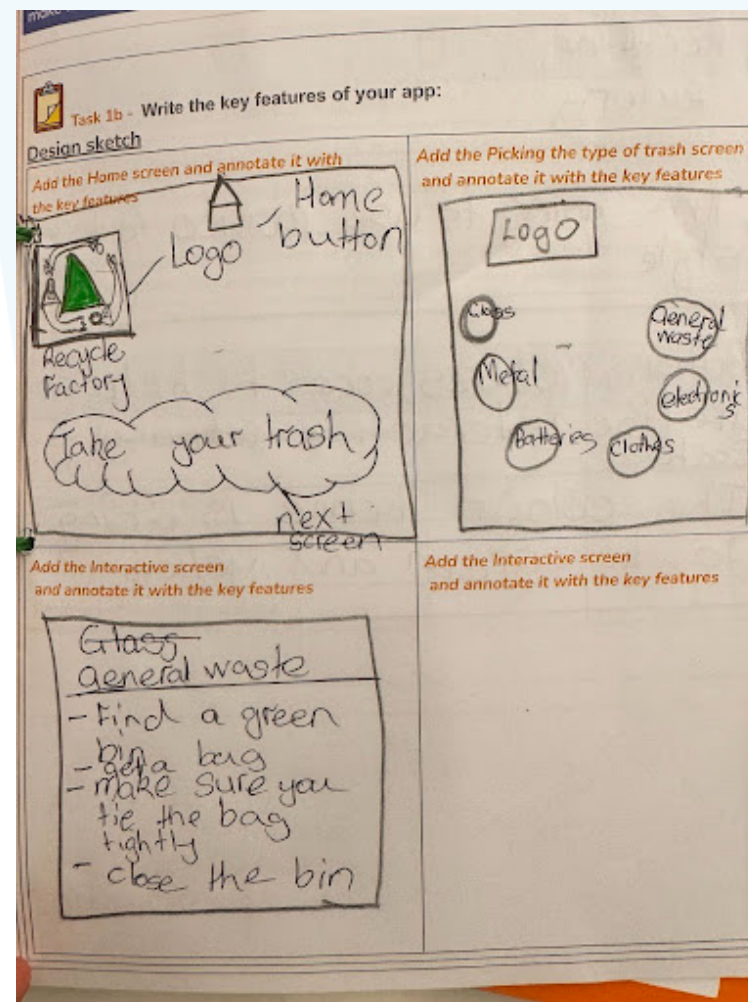 Task 1b - Write the key features of your app:
Design sketch
Add the Home screen and annotate it with
the key features
Home
button
Logo
Recycle
Factory
Take your trash
next
screen
Add the Picking the type of trash screen
and annotate it with the key features
Logo
Glass
General
waste
Metal
electronic
s
Batteries
Clothes
Add the Interactive screen
and annotate it with the key features
Glass
General waste
- Find a green
bin
- get a bag
- make sure you
tie the bag
tightly
- close the bin
Add the Interactive screen
and annotate it with the key features